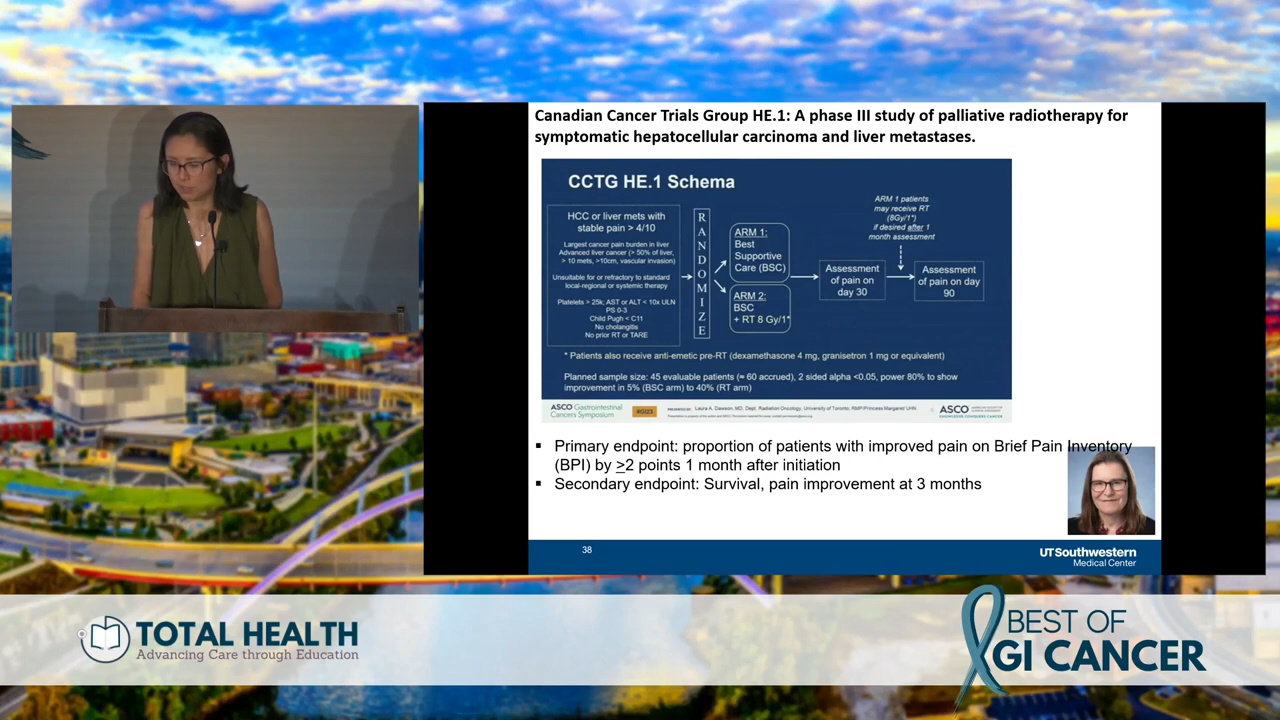 Canadian Cancer Trials Group HE.1: A phase III study of palliative radiotherapy for
symptomatic hepatocellular carcinoma and liver metastases.
CCTG HE.1 Schema
HCC or liver mets with
stable pain > 4/10
Largest cancer pain burden in liver
Advanced liver cancer (> 50% of liver,
> 10 mets, >10cm, vascular invasion)
Unsuitable for or refractory to standard
local-regional or systemic therapy
Platelets > 25k; AST or ALT < 10x ULN
PS 0-3
Child Pugh < C11
No cholangitis
No prior RT or TARE
RANDOMIZE
ARM 1:
Best
Supportive
Care (BSC)
ARM 2:
BSC
+ RT 8 Gy/1*
Assessment
of pain on
day 30
ARM 1 patients
may receive RT
(8Gy/1*)
if desired after 1
month assessment
Assessment
of pain on day
90
* Patients also receive anti-emetic pre-RT (dexamethasone 4 mg, granisetron 1 mg or equivalent)
Planned sample size: 45 evaluable patients (≈ 60 accrued), 2 sided alpha <0.05, power 80% to show
improvement in 5% (BSC arm) to 40% (RT arm)
ASCO Gastrointestinal
Cancers Symposium
#GI23
PRESENTED BY: Laura A. Dawson, MD, Dept. Radiation Oncology, University of Toronto, RMP/Princess Margaret/UHN
ASCO
▪ Primary endpoint: proportion of patients with improved pain on Brief Pain Inventory
(BPI) by ≥2 points 1 month after initiation
▪ Secondary endpoint: Survival, pain improvement at 3 months
38
UTSouthwestern
Medical Center
TOTAL HEALTH
Advancing Care through Education
BEST OF
GI CANCER